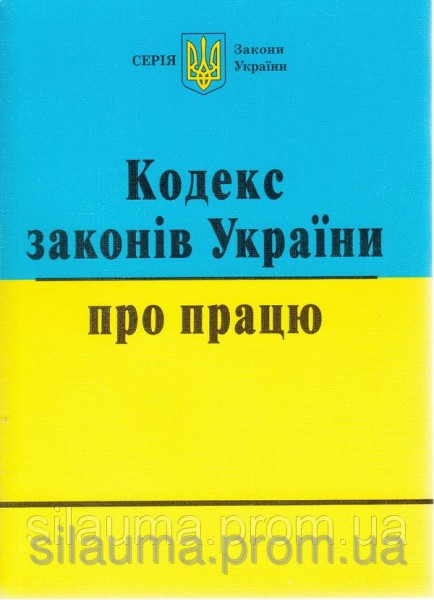 СЕРІЯ
Закони
України
Кодекс
законів України
про працю
silauma.prom.ua
silauma.prom.ua